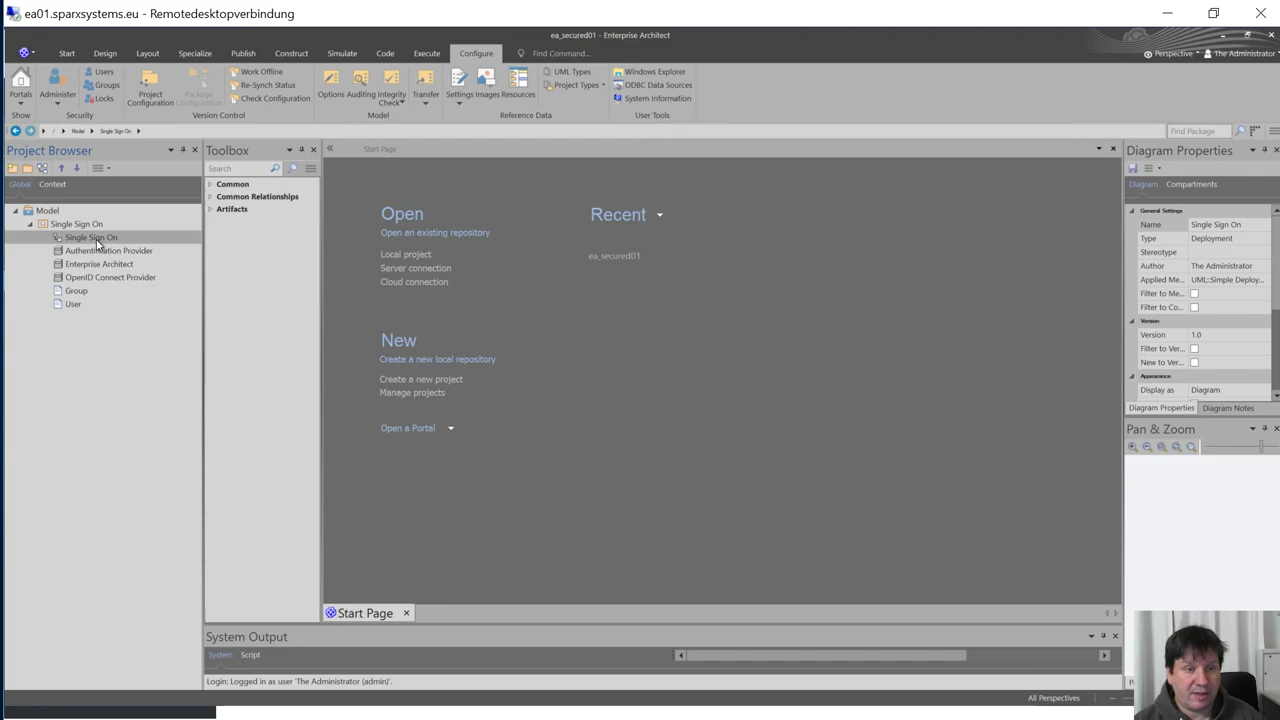 ea01.sparxsystems.eu - Remotedesktopverbindung
ea_secured01 - Enterprise Architect
Start Design Layout Specialize Publish Construct Simulate Code Execute Configure Find Command...
Perspective The Administrator
Portals
Show
Administer
Users
Groups
Locks
Security
Project Configuration
Package Configuration
Work Offline
Re-Synch Status
Check Configuration
Version Control
Options Auditing Integrity Check Transfer
Model
Settings Images Resources
UML Types
Project Types
Reference Data
Windows Explorer
ODBC Data Sources
System Information
User Tools
/ Model Single Sign On
Find Package
Project Browser
Global Context
Model
Single Sign On
Single Sign On
Authentication Provider
Enterprise Architect
OpenID Connect Provider
Group
User
Toolbox
Search
Common
Common Relationships
Artifacts
Start Page
Open
Open an existing repository
Local project
Server connection
Cloud connection
Recent
ea_secured01
New
Create a new local repository
Create a new project
Manage projects
Open a Portal
Start Page
System Output
System Script
Login: Logged in as user 'The Administrator (admin)'.
Diagram Properties
Diagram Compartments
General Settings
Name Single Sign On
Type Deployment
Stereotype
Author The Administrator
Applied Me... UML::Simple Deploy...
Filter to Me...
Filter to Co...
Version
Version 1.0
Filter to Ver...
New to Ver...
Appearance
Display as Diagram
Diagram Properties Diagram Notes
Pan & Zoom
All Perspectives